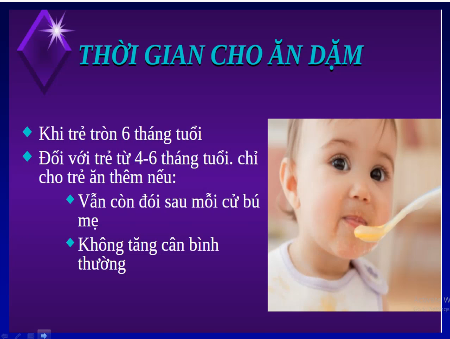 THỜI GIAN CHO ĂN DẶM
Khi trẻ tròn 6 tháng tuổi
Đối với trẻ từ 4-6 tháng tuổi. chỉ
cho trẻ ăn thêm nếu:
Vẫn còn đói sau mỗi cử bú
mẹ
Không tăng cân bình
thường